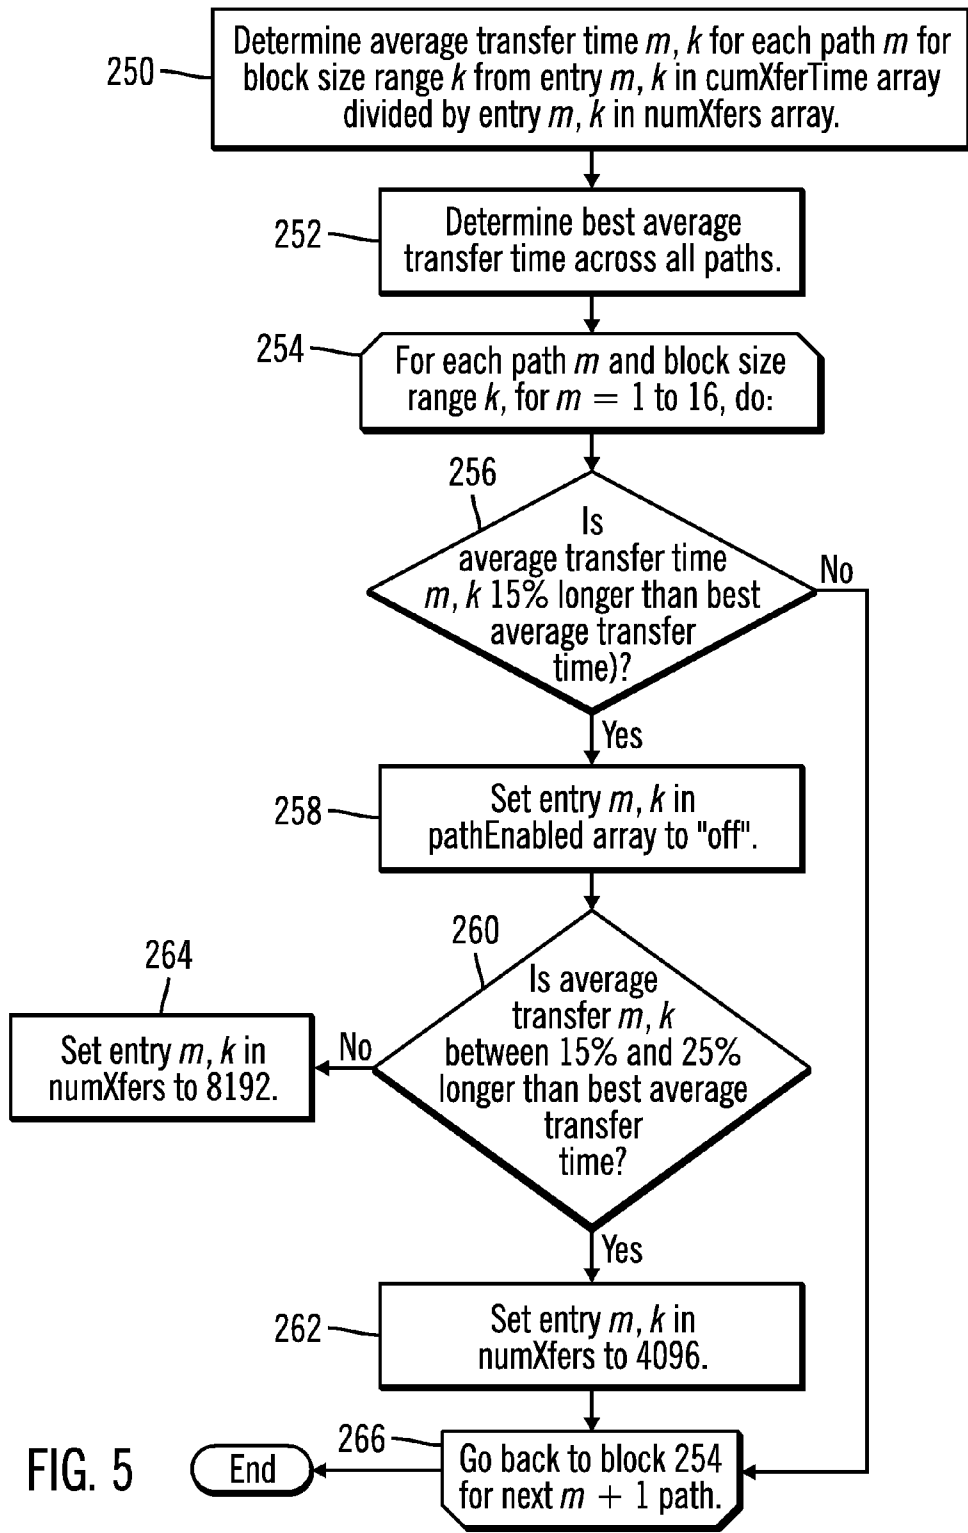 Determine average transfer time m, k for each path m for
block size range k from entry m, k in cumXferTime array
divided by entry m, k in numXfers array.
250
Determine best average
transfer time across all paths.
252
254
For each path m and block size
range k, for m = 1 to 16, do:
256
Is
average transfer time
m, k 15% longer than best
average transfer
time)?
No
Yes
258
Set entry m, k in
pathEnabled array to "off".
260
Is average
transfer m, k
between 15% and 25%
longer than best average
transfer
time?
264
No
Set entry m, k in
numXfers to 8192.
Yes
262
Set entry m, k in
numXfers to 4096.
266
Go back to block 254
for next m + 1 path.
End
FIG. 5